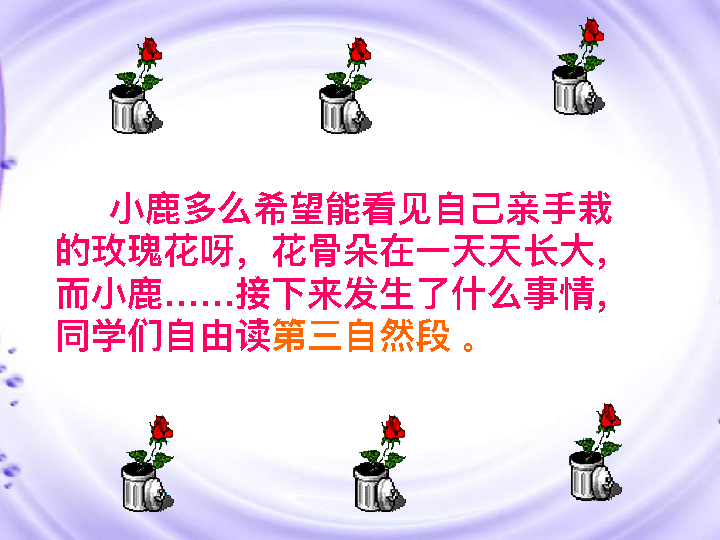 小鹿多么希望能看见自己亲手栽
的玫瑰花呀，花骨朵在一天天长大，
而小鹿……接下来发生了什么事情，
同学们自由读第三自然段 。